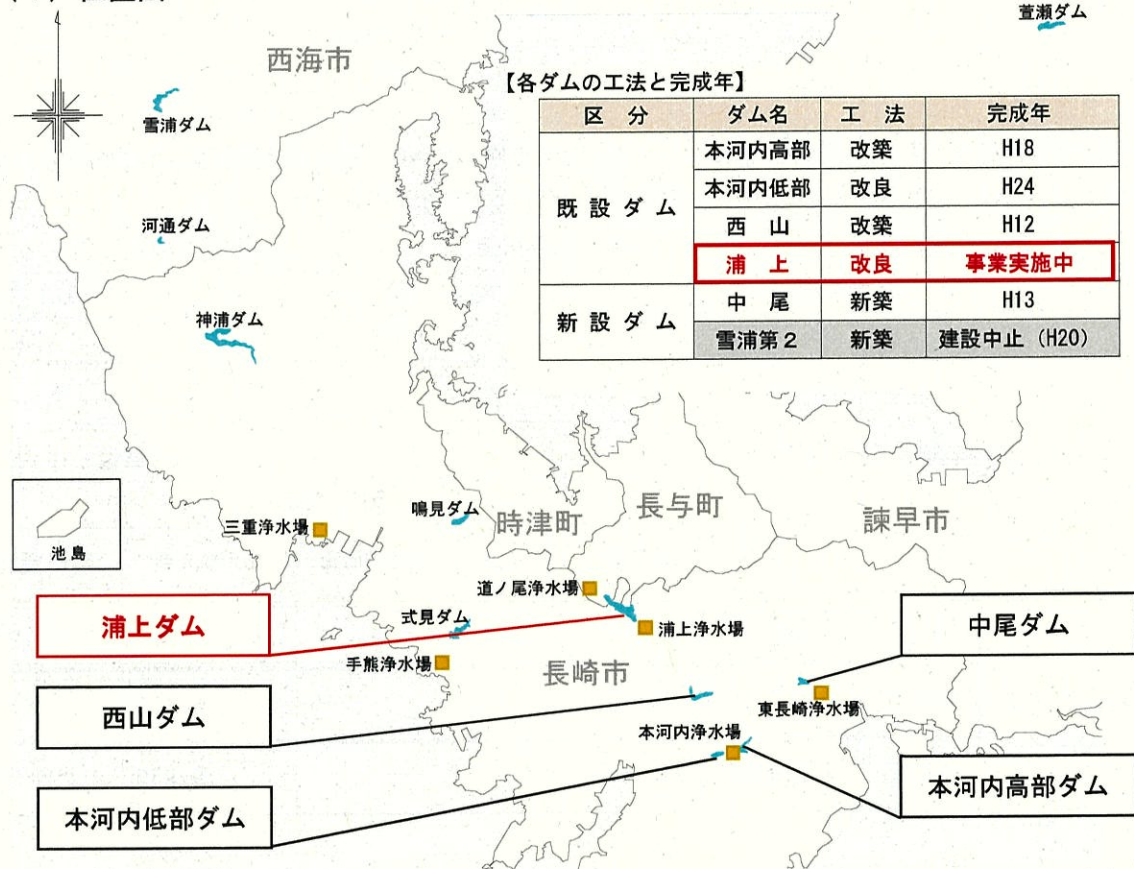 萱瀬ダム
西海市
【各ダムの工法と完成年】
区 分 ダム名 工 法 完成年
既設ダム 本河内高部 改築 H18
本河内低部 改良 H24
西 山 改築 H12
浦 上 改良 事業実施中
新設ダム 中 尾 新築 H13
雪浦第2 新築 建設中止(H20)
雪浦ダム
河通ダム
神浦ダム
鳴見ダム
時津町
長与町
諫早市
三重浄水場
池島
道ノ尾浄水場
浦上ダム
式見ダム
浦上浄水場
中尾ダム
手熊浄水場
長崎市
西山ダム
東長崎浄水場
本河内浄水場
本河内高部ダム
本河内低部ダム